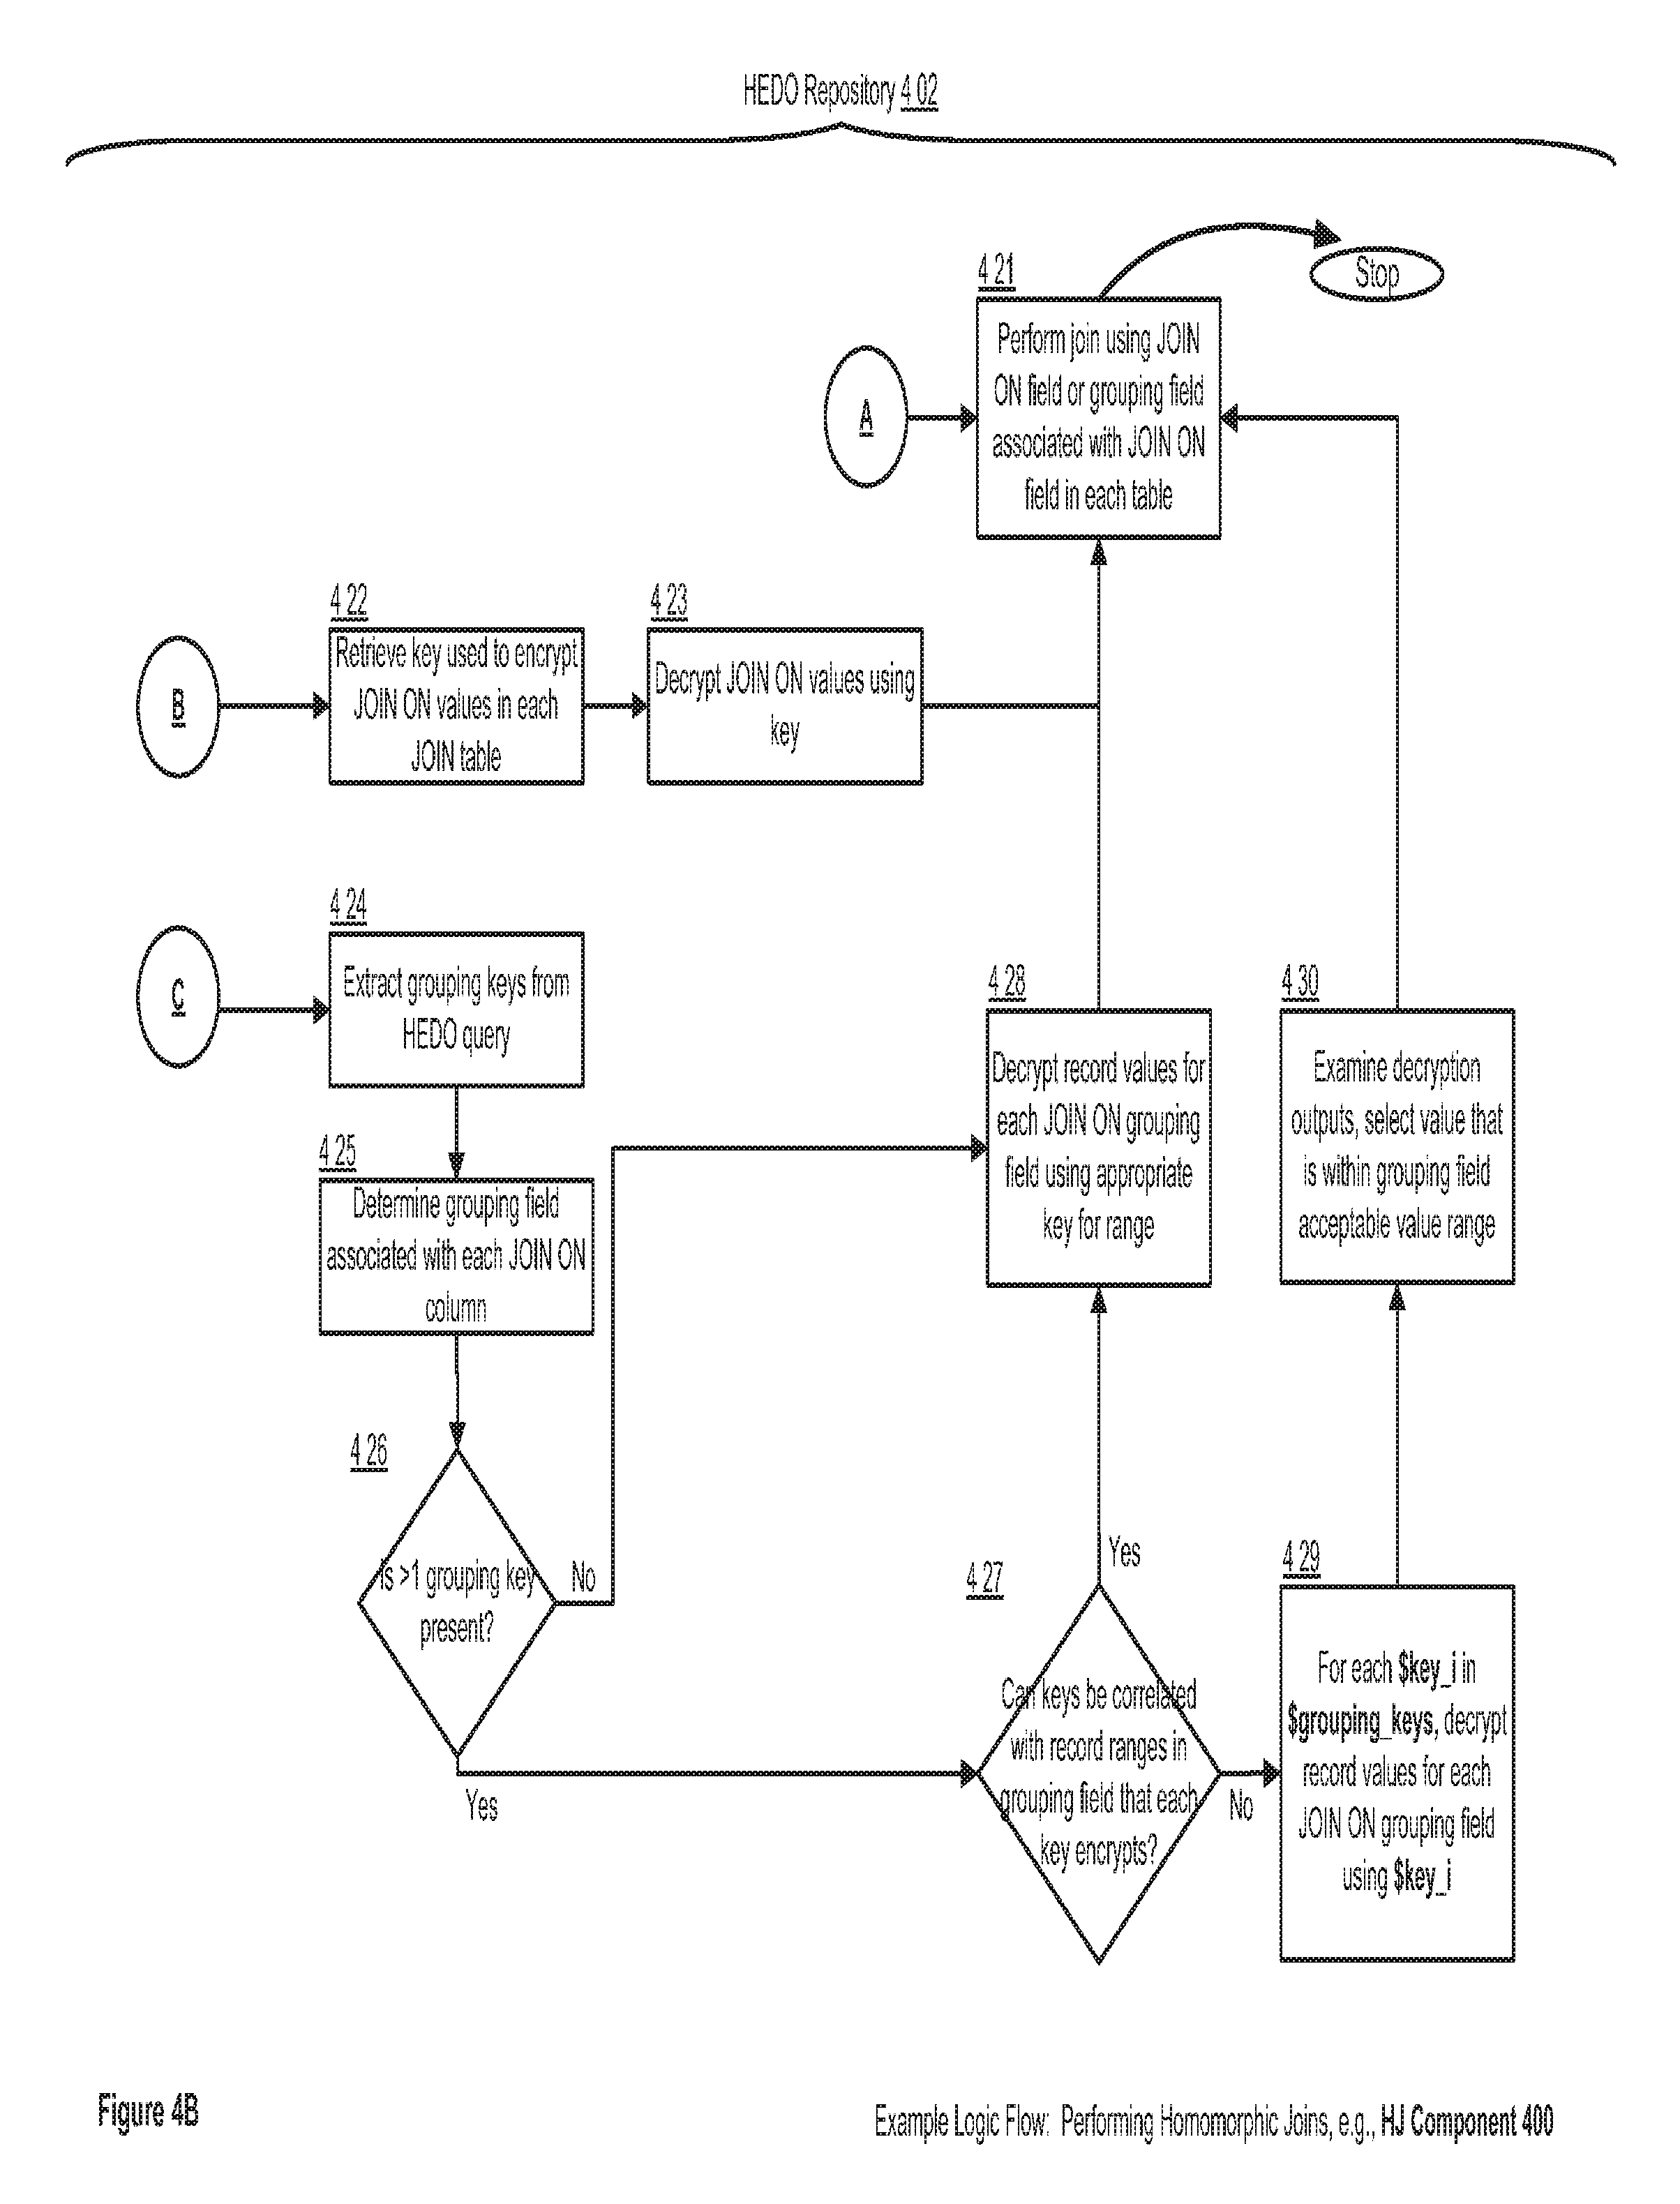 HEDO Repository 4 02
4 21
Stop
Perform join using JOIN
ON field or grouping field
associated with JOIN ON
field in each table
A
4 22
4 23
B
Retrieve key used to encrypt
JOIN ON values in each
JOIN table
Decrypt JOIN ON values using
key
4 24
C
Extract grouping keys from
HEDO query
4 28
4 30
Decrypt record values for
each JOIN ON grouping
field using appropriate
key for range
Examine decryption
outputs, select value that
is within grouping field
acceptable value range
4 25
Determine grouping field
associated with each JOIN ON
column
4 26
Is >1 grouping key
present?
No
Yes
4 27
Yes
Can keys be correlated
with record ranges in
grouping field that each
key encrypts?
No
4 29
For each $key_i in
$grouping_keys, decrypt
record values for each
JOIN ON grouping field
using $key_i
Figure 4B
Example Logic Flow: Performing Homomorphic Joins, e.g., HJ Component 400